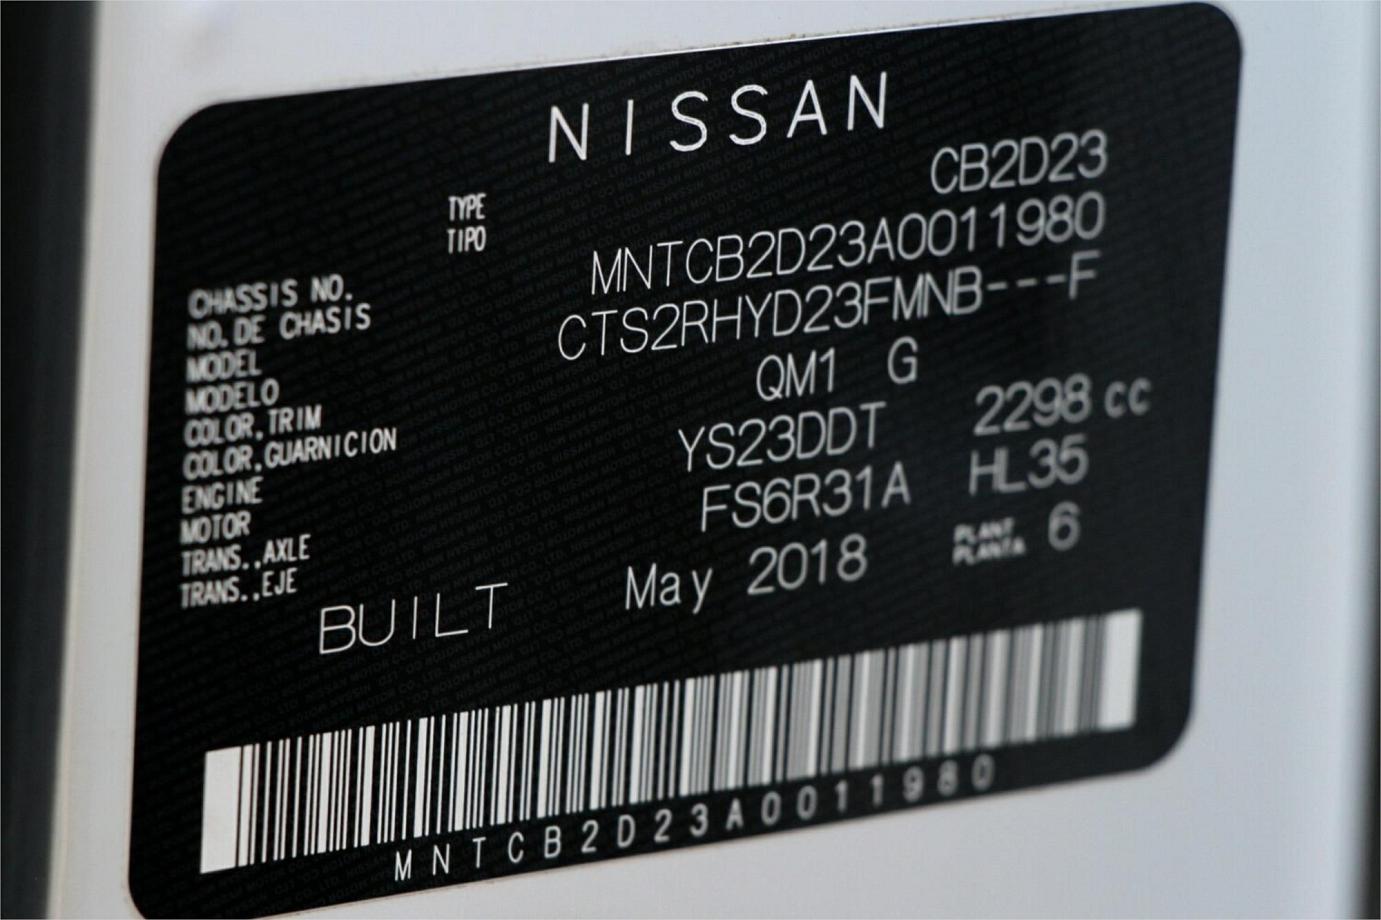 NISSAN
TYPE CB2D23
TIPO
CHASSIS NO. MNTCB2D23A0011980
NO. DE CHASIS
MODEL CTS2RHYD23FMNB---F
MODELO
COLOR,TRIM QM1 G
COLOR,GUARNICION
ENGINE YS23DDT 2298 cc
MOTOR
TRANS.,AXLE FS6R31A HL35
TRANS.,EJE
PLANT 6
PLANTA
BUILT May 2018
MNTCB2D23A0011980